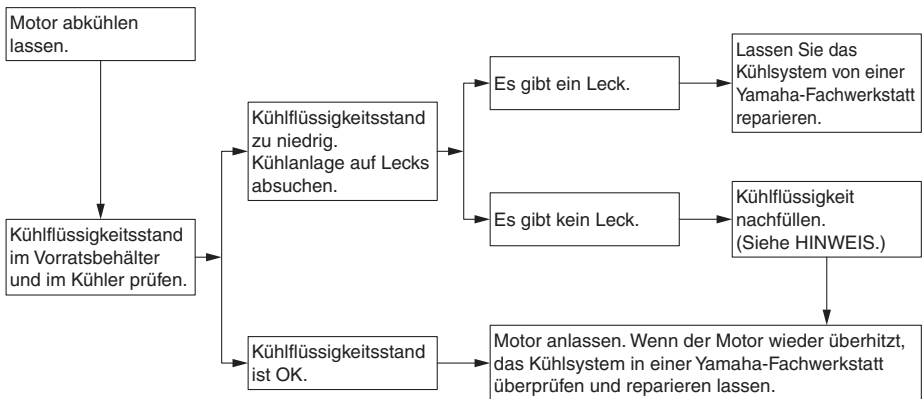 Motor abkühlen
lassen.
Kühlflüssigkeitsstand
im Vorratsbehälter
und im Kühler prüfen.
Kühlflüssigkeitsstand
zu niedrig.
Kühlanlage auf Lecks
absuchen.
Es gibt ein Leck.
Lassen Sie das
Kühlsystem von einer
Yamaha-Fachwerkstatt
reparieren.
Es gibt kein Leck.
Kühlflüssigkeit
nachfüllen.
(Siehe HINWEIS.)
Kühlflüssigkeitsstand
ist OK.
Motor anlassen. Wenn der Motor wieder überhitzt,
das Kühlsystem in einer Yamaha-Fachwerkstatt
überprüfen und reparieren lassen.